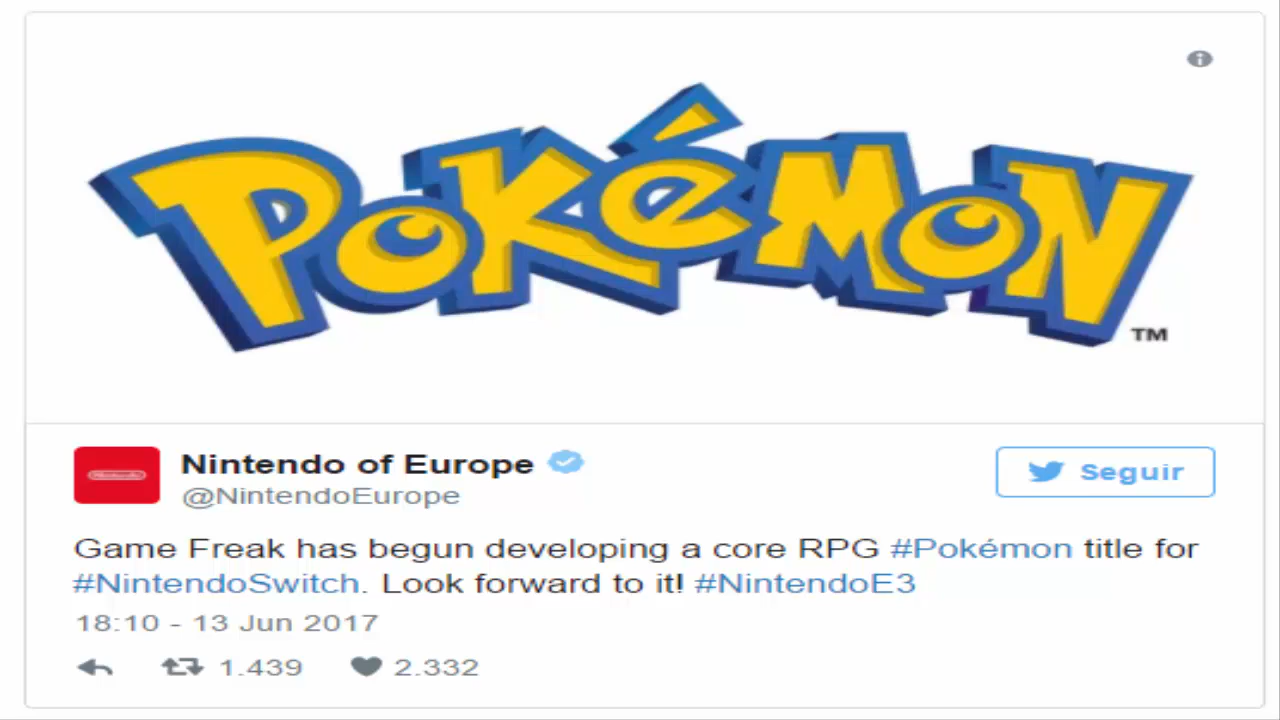 POKéMON
TM
Nintendo of Europe
Seguir
@NintendoEurope
Game Freak has begun developing a core RPG #Pokémon title for
#NintendoSwitch. Look forward to it! #NintendoE3
18:10 - 13 Jun 2017
1.439 2.332